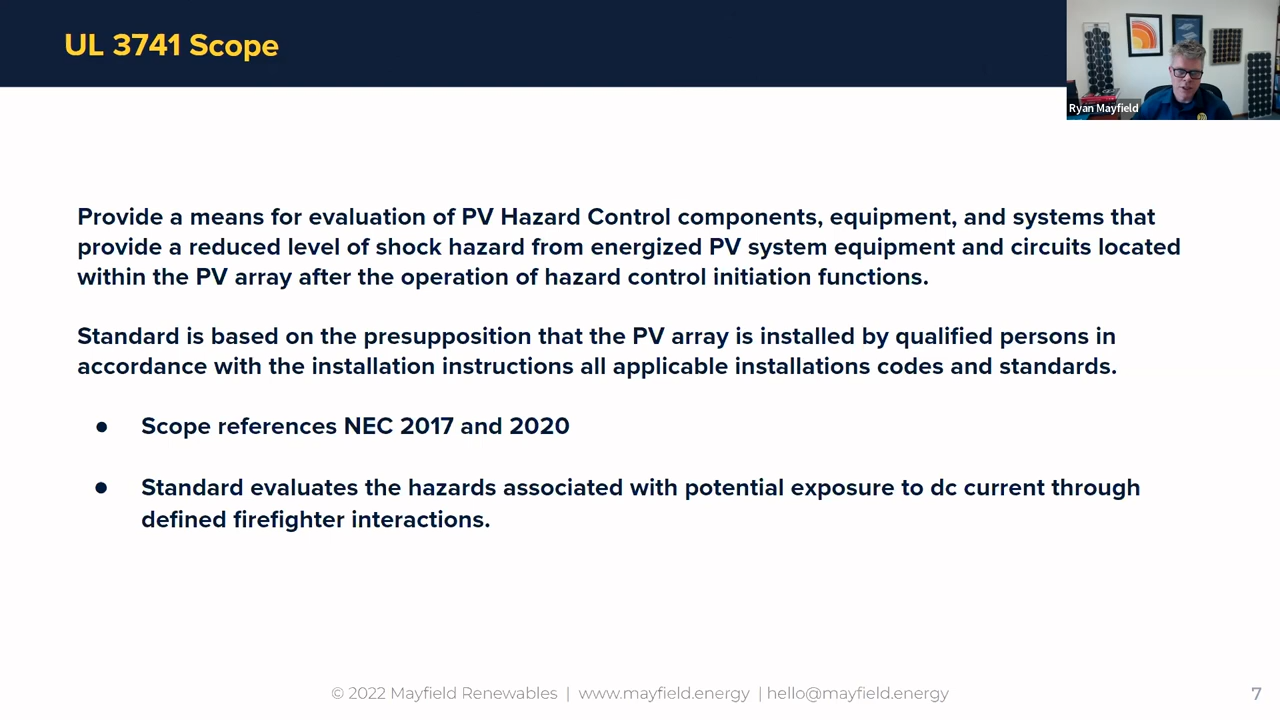 UL 3741 Scope
Ryan Mayfield
Provide a means for evaluation of PV Hazard Control components, equipment, and systems that
provide a reduced level of shock hazard from energized PV system equipment and circuits located
within the PV array after the operation of hazard control initiation functions.
Standard is based on the presupposition that the PV array is installed by qualified persons in
accordance with the installation instructions all applicable installations codes and standards.
● Scope references NEC 2017 and 2020
● Standard evaluates the hazards associated with potential exposure to dc current through
defined firefighter interactions.
© 2022 Mayfield Renewables | www.mayfield.energy | hello@mayfield.energy
7